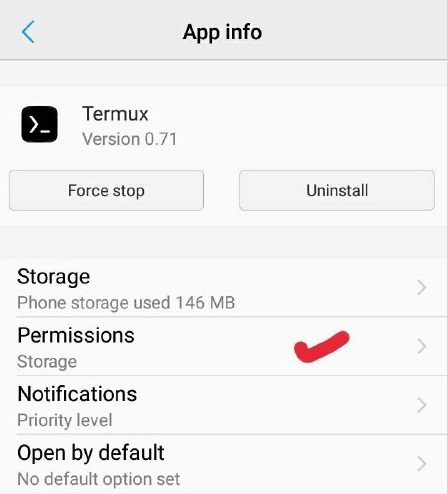 App info
Termux
Version 0.71
Force stop
Uninstall
Storage
Phone storage used 146 MB
Permissions
Storage
Notifications
Priority level
Open by default
No default option set